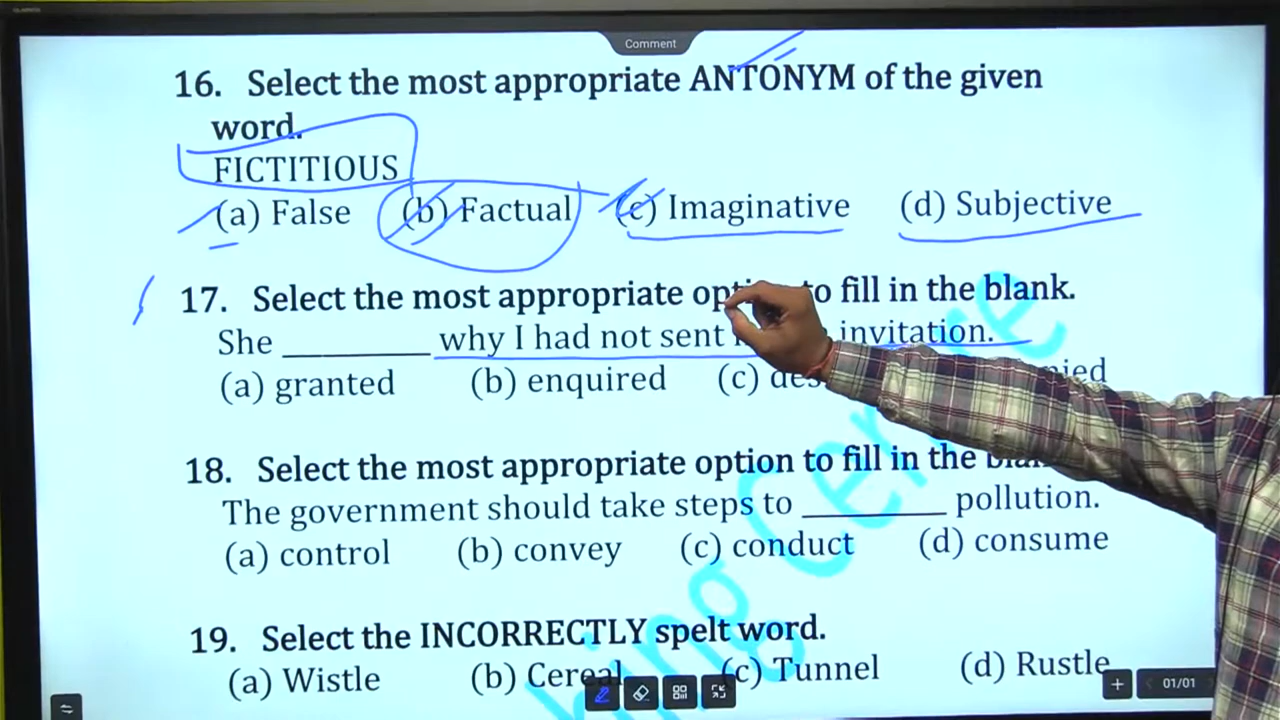 Comment
16. Select the most appropriate ANTONYM of the given
word.
FICTITIOUS
(a) False (b) Factual (c) Imaginative (d) Subjective
17. Select the most appropriate to fill in the blank.
She ________ why I had not sent invitation.
(a) granted (b) enquired (c)
18. Select the most appropriate option to fill in the
The government should take steps to ________ pollution.
(a) control (b) convey (c) conduct (d) consume
19. Select the INCORRECTLY spelt word.
(a) Wistle (b) Cereal (c) Tunnel (d) Rustle
01/01